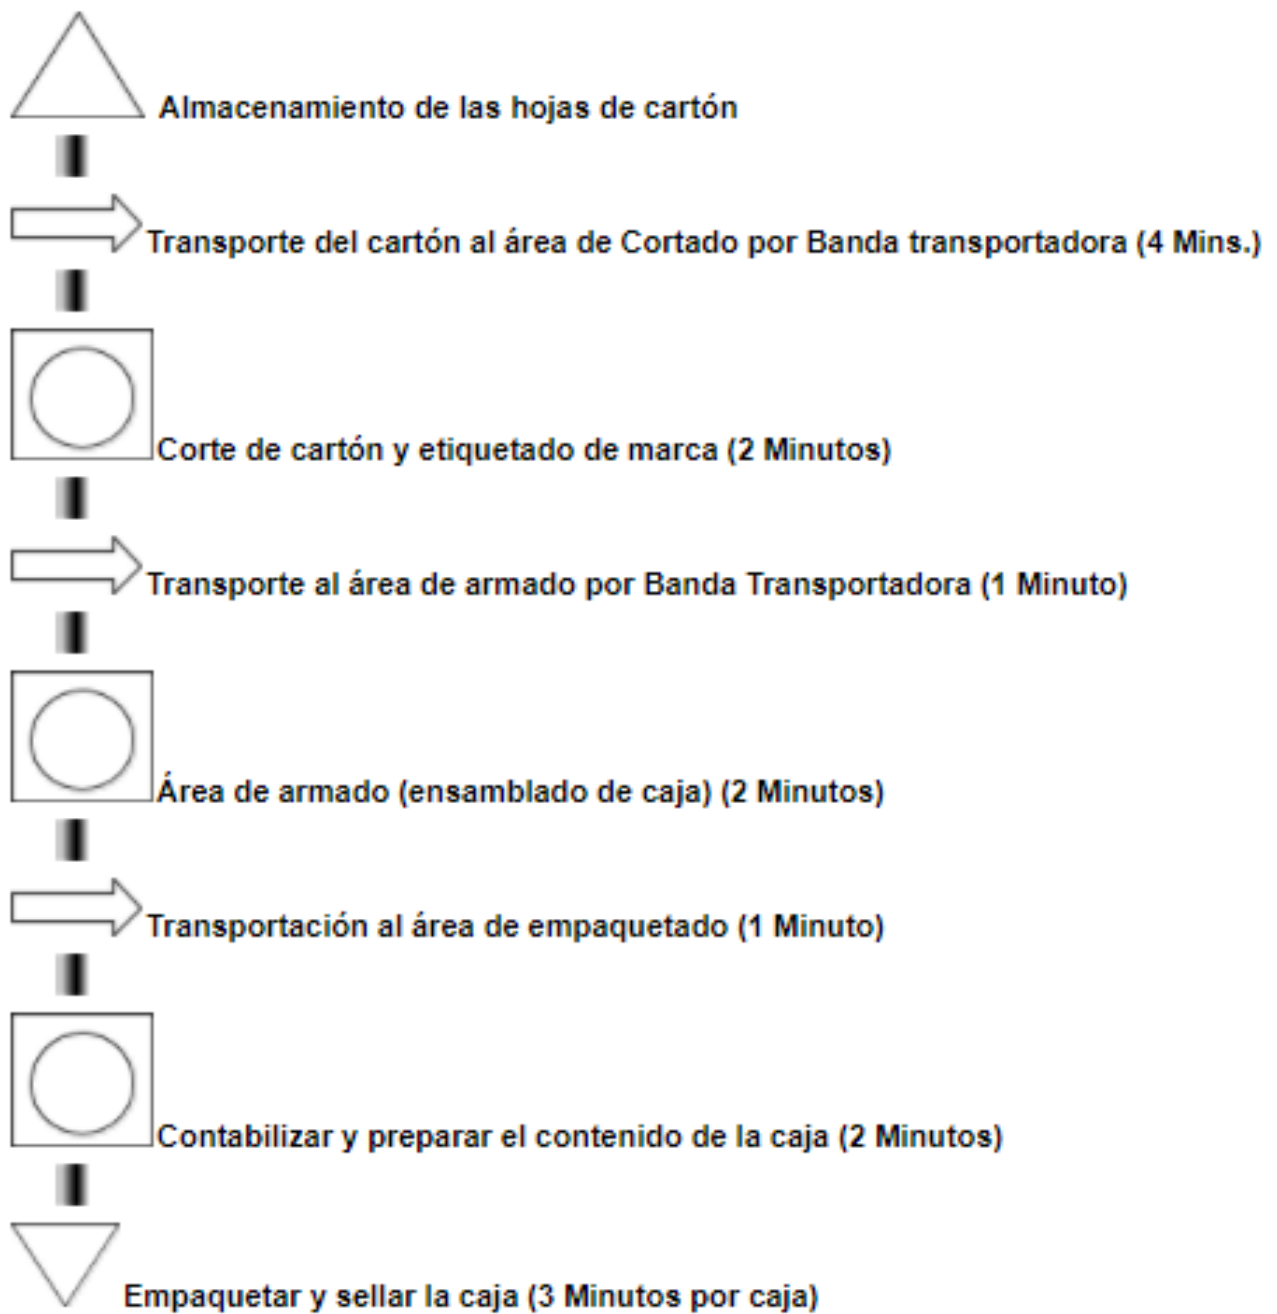 Almacenamiento de las hojas de cartón
Transporte del cartón al área de Cortado por Banda transportadora (4 Mins.)
Corte de cartón y etiquetado de marca (2 Minutos)
Transporte al área de armado por Banda Transportadora (1 Minuto)
Área de armado (ensamblado de caja) (2 Minutos)
Transportación al área de empaquetado (1 Minuto)
Contabilizar y preparar el contenido de la caja (2 Minutos)
Empaquetar y sellar la caja (3 Minutos por caja)